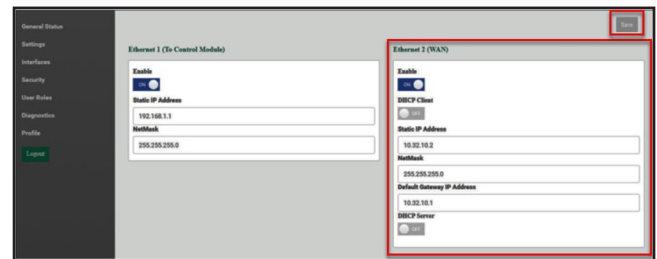 General Status
Settings
Interfaces
Security
User Roles
Diagnostics
Profile
Logout
Save
Ethernet 1 (To Control Module)
Enable
ON
Static IP Address
192.168.1.1
NetMask
255.255.255.0
Ethernet 2 (WAN)
Enable
ON
DHCP Client
OFF
Static IP Address
10.32.10.2
NetMask
255.255.255.0
Default Gateway IP Address
10.32.10.1
DHCP Server
OFF